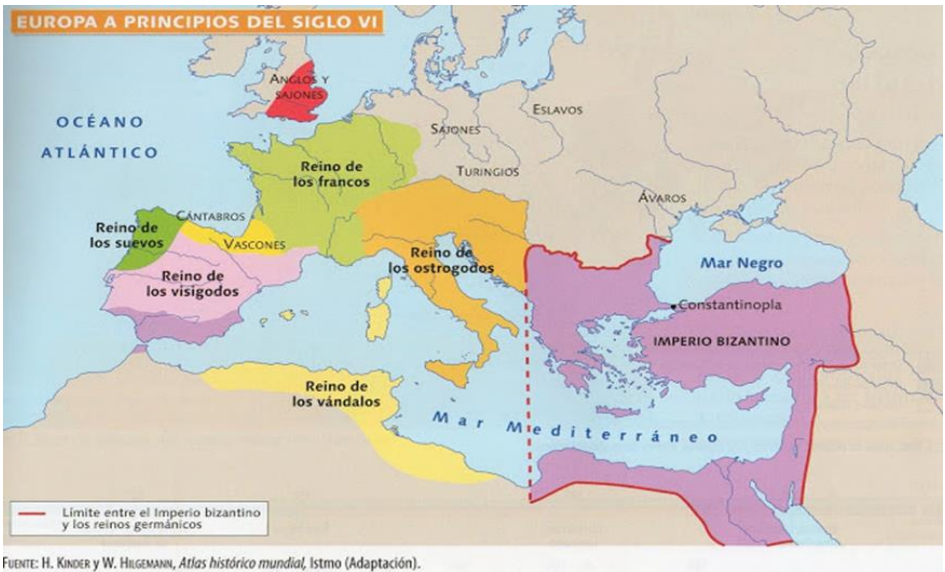 EUROPA A PRINCIPIOS DEL SIGLO VI
ANGLOS Y
SAJONES
OCÉANO
ATLÁNTICO
SAJONES
ESLAVOS
TURINGIOS
Reino de
los francos
ÁVAROS
CÁNTABROS
Reino de
los suevos
VASCONES
Reino de
los ostrogodos
Mar Negro
Reino de
los visigodos
Constantinopla
IMPERIO BIZANTINO
Reino de
los vándalos
Mar Mediterráneo
Límite entre el Imperio bizantino
y los reinos germánicos
FUENTE: H. KINDER y W. HILGEMANN, Atlas histórico mundial, Istmo (Adaptación).